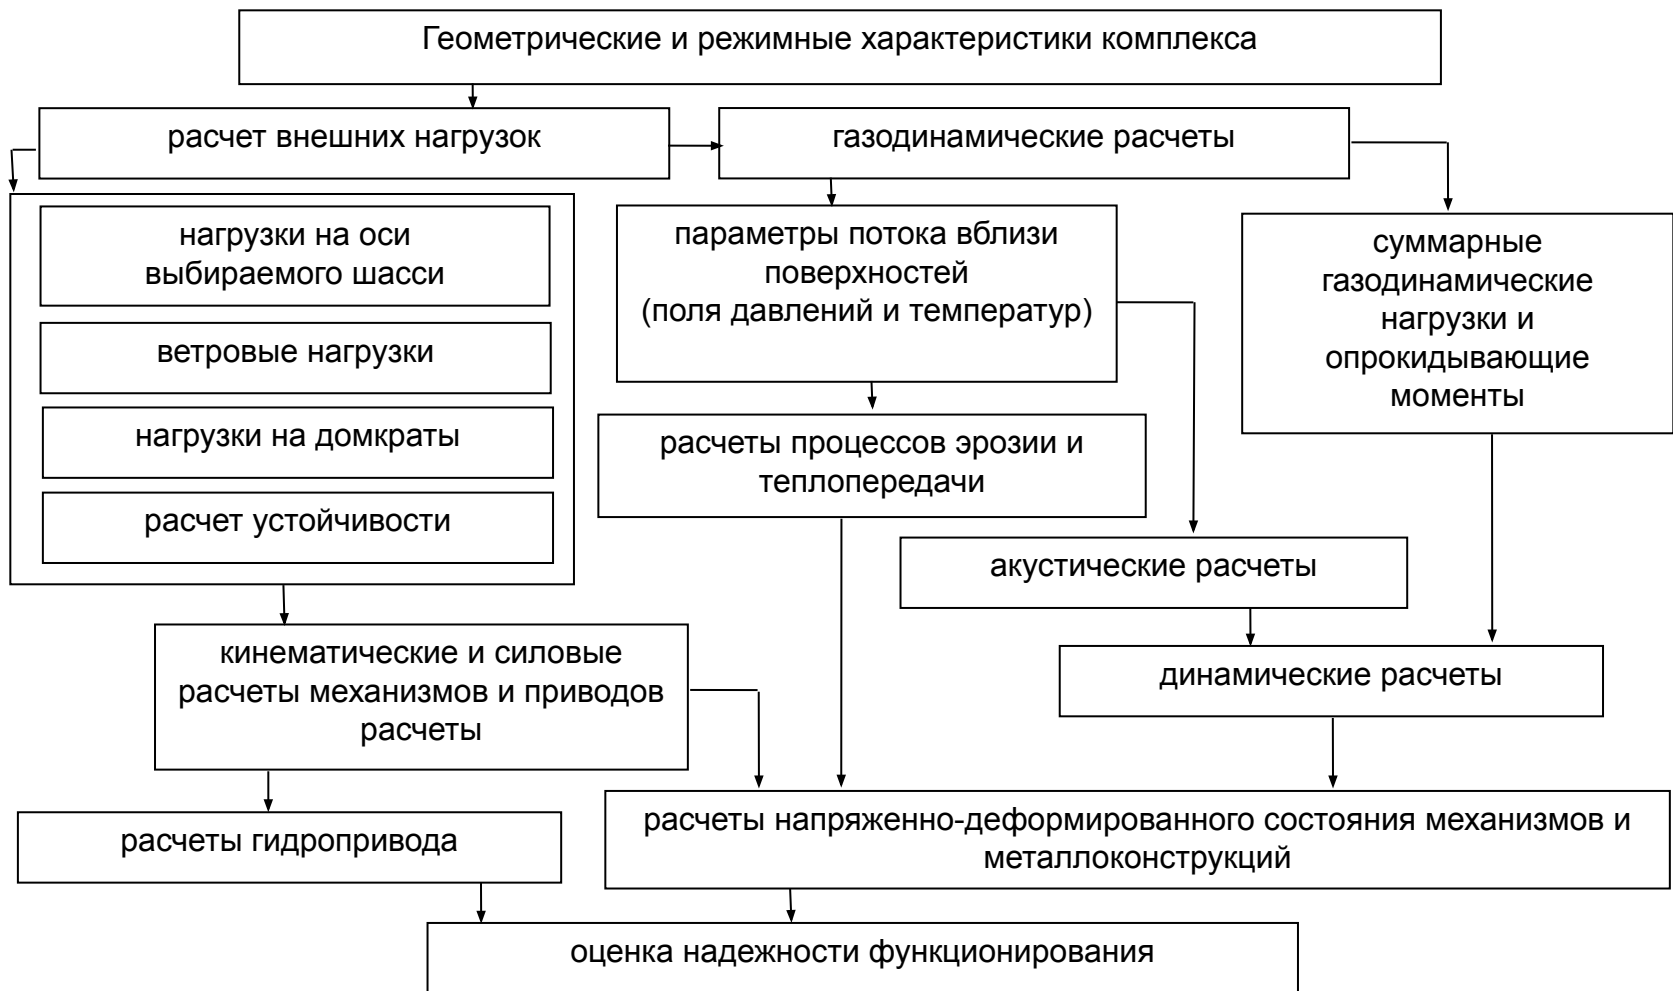 Геометрические и режимные характеристики комплекса
расчет внешних нагрузок
газодинамические расчеты
нагрузки на оси
выбираемого шасси
ветровые нагрузки
нагрузки на домкраты
расчет устойчивости
параметры потока вблизи
поверхностей
(поля давлений и температур)
суммарные
газодинамические
нагрузки и
опрокидывающие
моменты
расчеты процессов эрозии и
теплопередачи
акустические расчеты
кинематические и силовые
расчеты механизмов и приводов
расчеты
динамические расчеты
расчеты гидропривода
расчеты напряженно-деформированного состояния механизмов и
металлоконструкций
оценка надежности функционирования